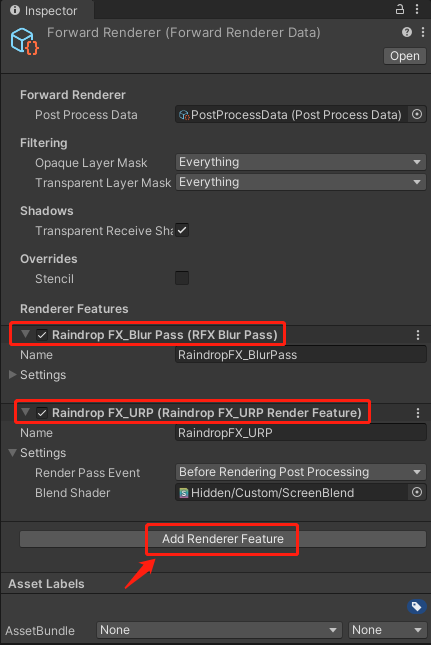 Inspector
Forward Renderer (Forward Renderer Data)
Open
Forward Renderer
Post Process Data
PostProcessData (Post Process Data)
Filtering
Opaque Layer Mask
Everything
Transparent Layer Mask
Everything
Shadows
Transparent Receive Sha
Overrides
Stencil
Renderer Features
Raindrop FX_Blur Pass (RFX Blur Pass)
Name
RaindropFX_BlurPass
Settings
Raindrop FX_URP (Raindrop FX_URP Render Feature)
Name
RaindropFX_URP
Settings
Render Pass Event
Before Rendering Post Processing
Blend Shader
Hidden/Custom/ScreenBlend
Add Renderer Feature
Asset Labels
AssetBundle
None
None